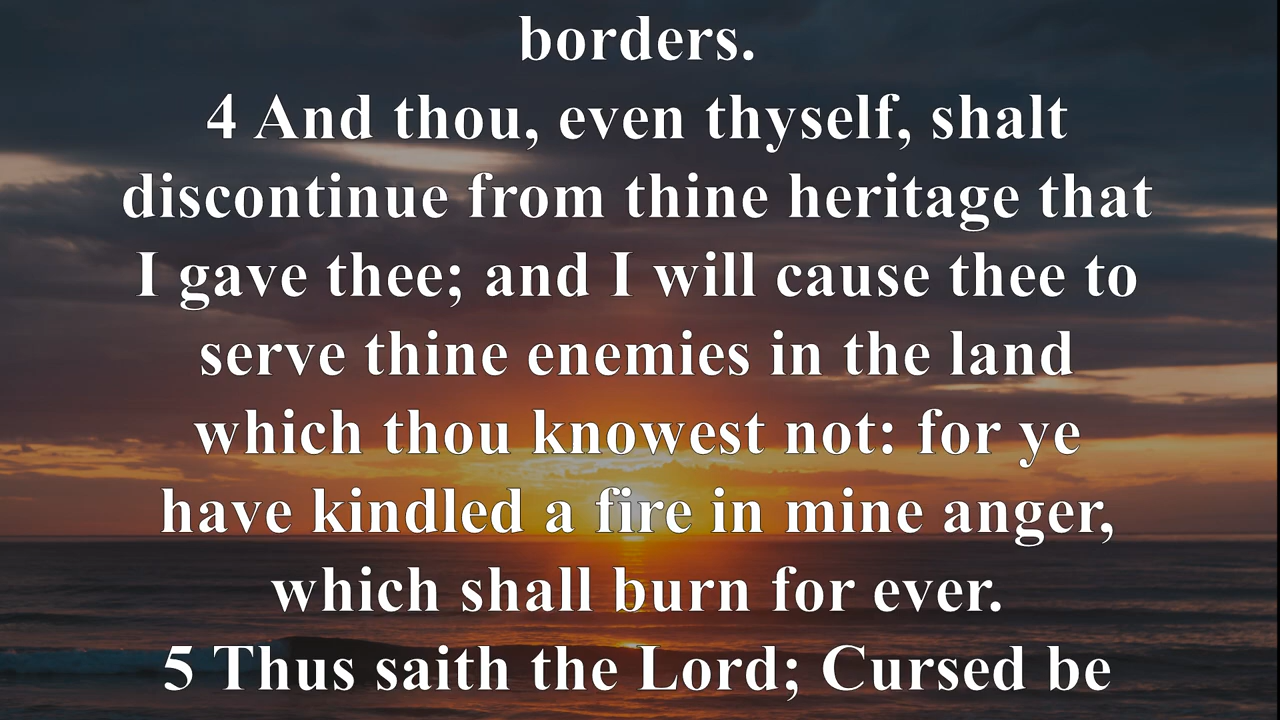 borders.
4 And thou, even thyself, shalt
discontinue from thine heritage that
I gave thee; and I will cause thee to
serve thine enemies in the land
which thou knowest not: for ye
have kindled a fire in mine anger,
which shall burn for ever.
5 Thus saith the Lord; Cursed be